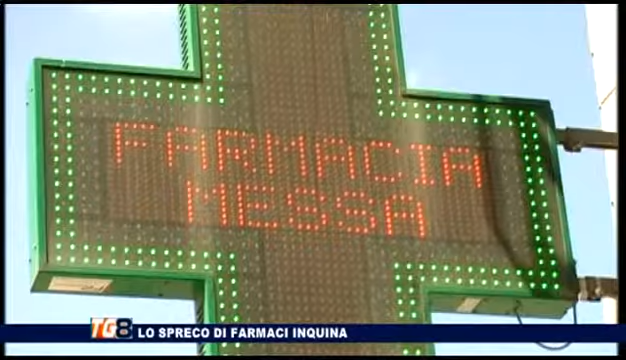 FARMACIA
MESSA
TG8 LO SPRECO DI FARMACI INQUINA